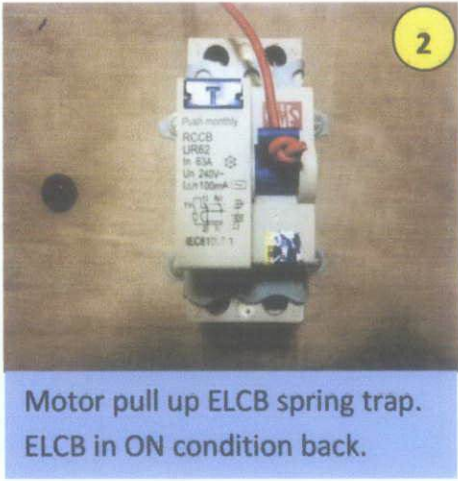 2
T
Push monthly
RCCB
UR62
In 63A
Un 240V~
IΔn 100mA
Motor pull up ELCB spring trap.
ELCB in ON condition back.